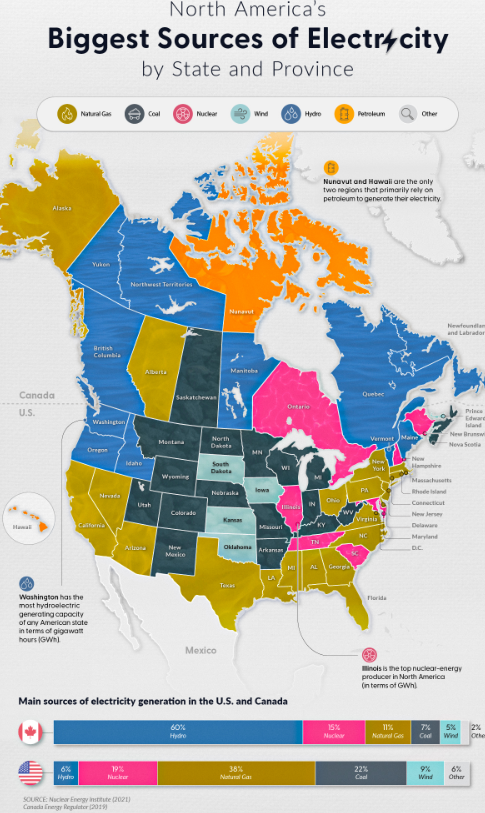 North America's
Biggest Sources of Electricity
by State and Province
Natural Gas
Coal
Nuclear
Wind
Hydro
Petroleum
Other
Nunavut and Hawaii are the only
two regions that primarily rely on
petroleum to generate their electricity.
Alaska
Yukon
Northwest Territories
Nunavut
British
Columbia
Alberta
Saskatchewan
Manitoba
Ontario
Quebec
Newfoundlan
and Labrador
Prince
Edward
Island
New Brunswi
Nova Scotia
Canada
U.S.
Washington
Oregon
Idaho
Montana
North
Dakota
MN
South
Dakota
Wyoming
WI
MI
Vermont
Maine
New
York
New
Hampshire
Massachusetts
Rhode Island
Connecticut
New Jersey
Delaware
Maryland
D.C.
Nevada
Utah
Colorado
Nebraska
Iowa
Illinois
IN
Ohio
PA
WV
Virginia
Kansas
Missouri
KY
California
Arizona
New
Mexico
Oklahoma
Arkansas
TN
NC
SC
Texas
LA
MI
AL
Georgia
Florida
Hawaii
Mexico
Washington has the
most hydroelectric
generating capacity
of any American state
in terms of gigawatt
hours (GWh).
Illinois is the top nuclear-energy
producer in North America
(in terms of GWh).
Main sources of electricity generation in the U.S. and Canada
60% 15% 11% 7% 5% 2%
Hydro Nuclear Natural Gas Coal Wind Othe
6% 19% 38% 22% 9% 6%
Hydro Nuclear Natural Gas Coal Wind Other
SOURCE: Nuclear Energy Institute (2021)
Canada Energy Regulator (2019)